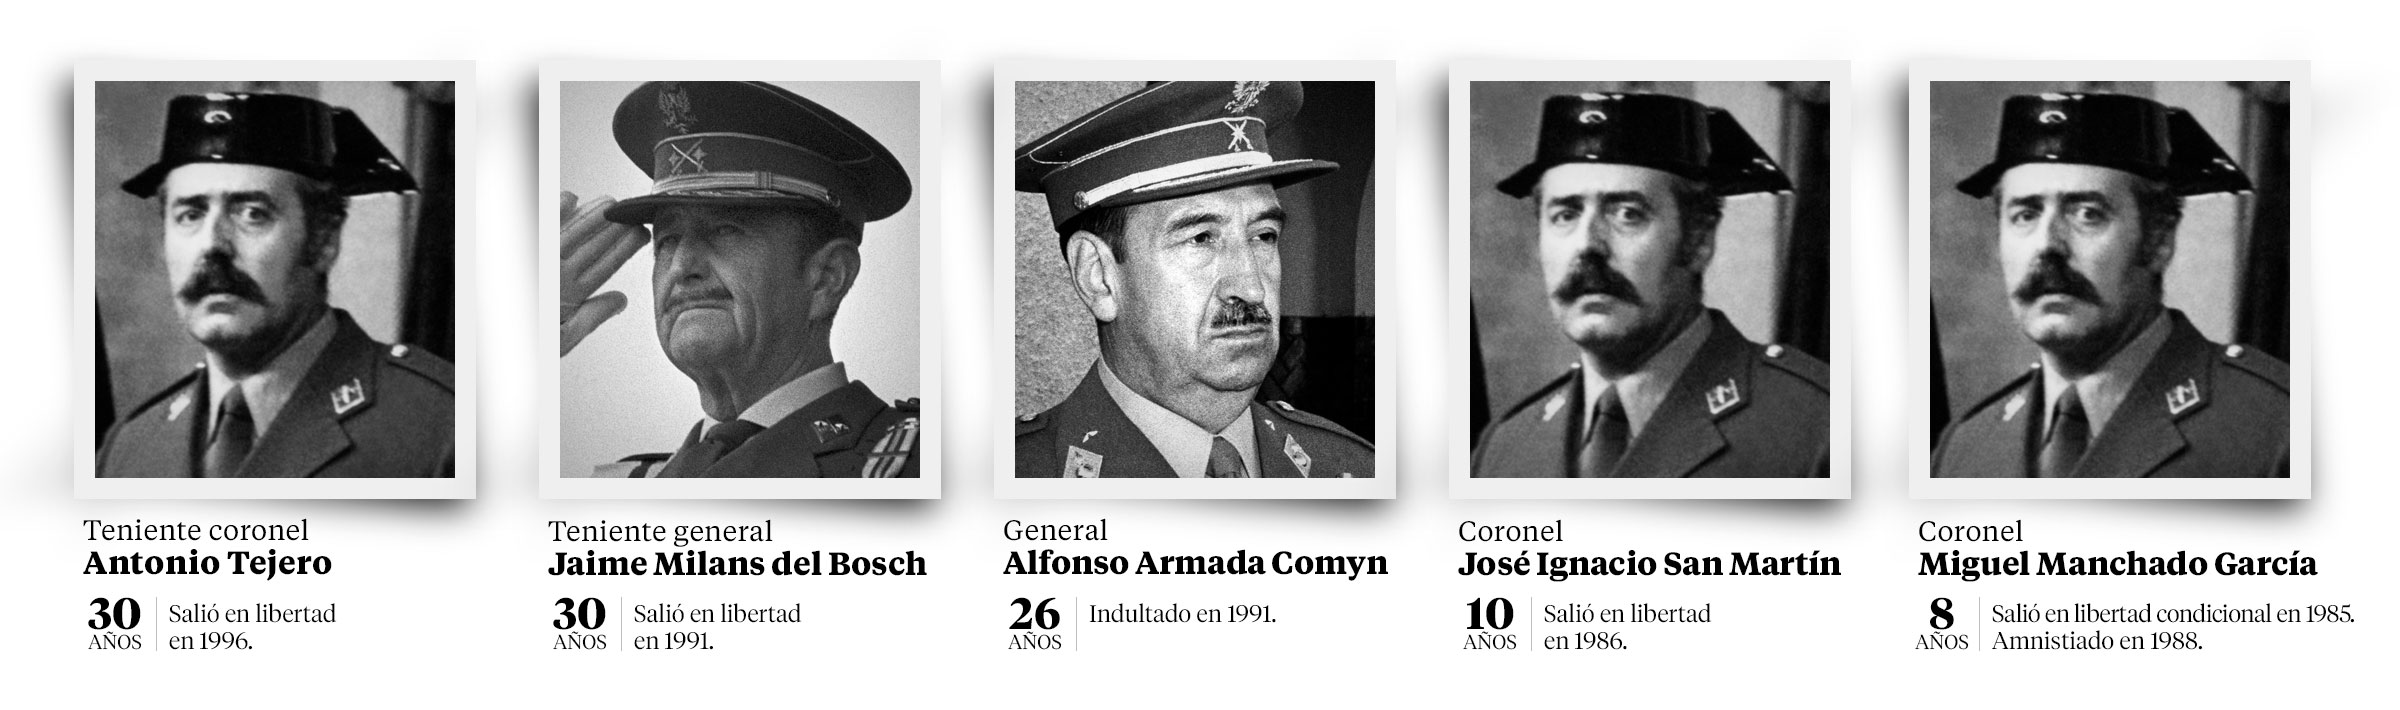 Teniente coronel
Antonio Tejero
30
AÑOS
Salió en libertad
en 1996.
Teniente general
Jaime Milans del Bosch
30
AÑOS
Salió en libertad
en 1991.
General
Alfonso Armada Comyn
26
AÑOS
Indultado en 1991.
Coronel
José Ignacio San Martín
10
AÑOS
Salió en libertad
en 1986.
Coronel
Miguel Manchado García
8
AÑOS
Salió en libertad condicional en 1985.
Amnistiado en 1988.